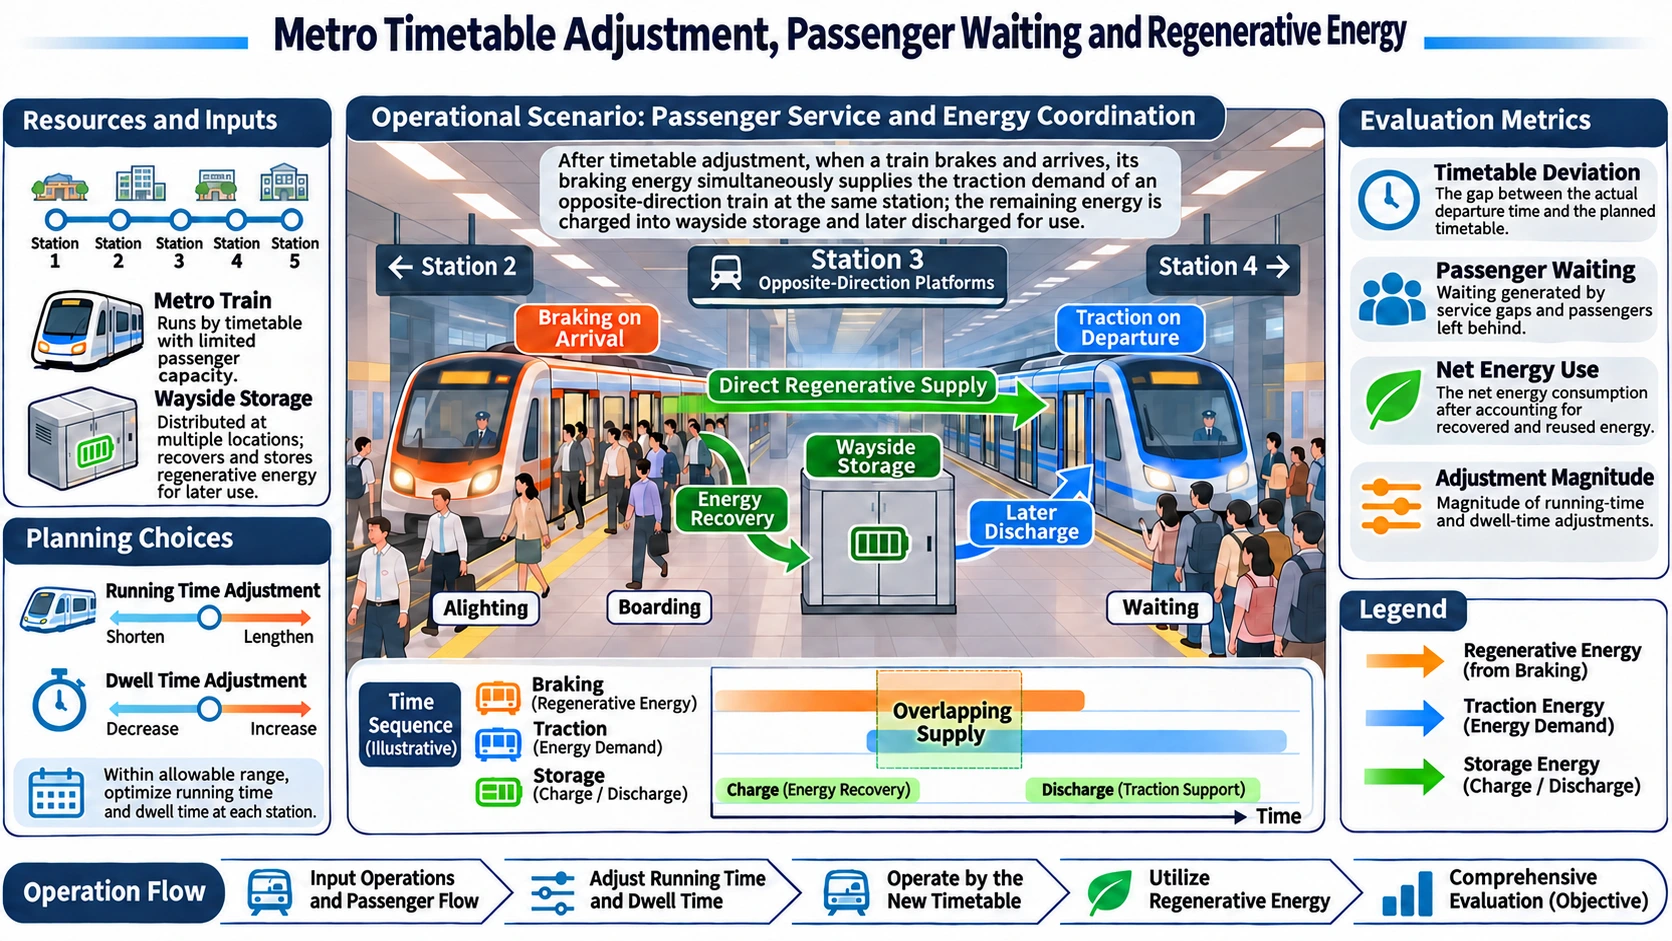 Metro Timetable Adjustment, Passenger Waiting and Regenerative Energy
Resources and Inputs
Station 1
Station 2
Station 3
Station 4
Station 5
Metro Train
Runs by timetable
with limited
passenger
capacity.
Wayside Storage
Distributed at
multiple locations;
recovers and stores
regenerative energy
for later use.
Planning Choices
Running Time Adjustment
Shorten
Lengthen
Dwell Time Adjustment
Decrease
Increase
Within allowable range,
optimize running time
and dwell time at each station.
Operational Scenario: Passenger Service and Energy Coordination
After timetable adjustment, when a train brakes and arrives, its
braking energy simultaneously supplies the traction demand of an
opposite-direction train at the same station; the remaining energy is
charged into wayside storage and later discharged for use.
← Station 2
Station 3
Opposite-Direction Platforms
Station 4 →
Braking on
Arrival
Traction on
Departure
Direct Regenerative Supply
Wayside
Storage
Energy
Recovery
Later
Discharge
Alighting
Boarding
Waiting
Time
Sequence
(Illustrative)
Braking
(Regenerative Energy)
Traction
(Energy Demand)
Storage
(Charge / Discharge)
Overlapping
Supply
Charge (Energy Recovery)
Discharge (Traction Support)
Time
Evaluation Metrics
Timetable Deviation
The gap between the actual
departure time and the planned
timetable.
Passenger Waiting
Waiting generated by
service gaps and passengers
left behind.
Net Energy Use
The net energy consumption
after accounting for
recovered and reused energy.
Adjustment Magnitude
Magnitude of running-time
and dwell-time adjustments.
Legend
Regenerative Energy
(from Braking)
Traction Energy
(Energy Demand)
Storage Energy
(Charge / Discharge)
Operation Flow
Input Operations
and Passenger Flow
Adjust Running Time
and Dwell Time
Operate by the
New Timetable
Utilize
Regenerative Energy
Comprehensive
Evaluation (Objective)